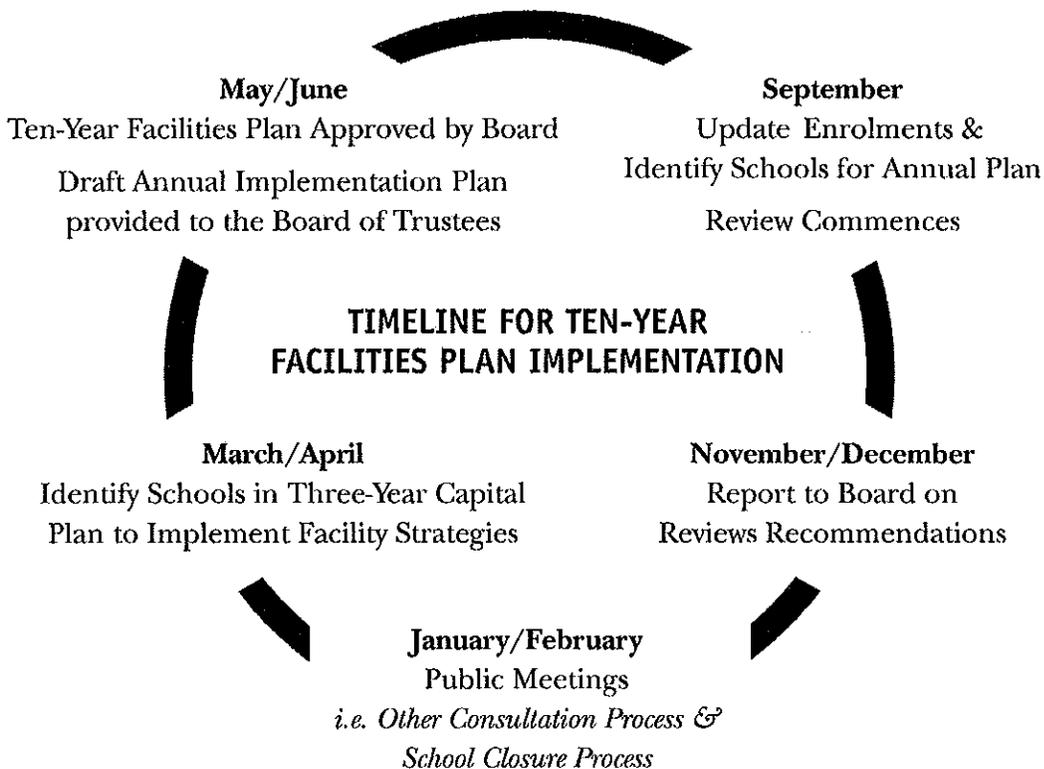 May/June
Ten-Year Facilities Plan Approved by Board
Draft Annual Implementation Plan
provided to the Board of Trustees
September
Update Enrolments &
Identify Schools for Annual Plan
Review Commences
TIMELINE FOR TEN-YEAR
FACILITIES PLAN IMPLEMENTATION
March/April
Identify Schools in Three-Year Capital
Plan to Implement Facility Strategies
November/December
Report to Board on
Reviews Recommendations
January/February
Public Meetings
i.e. Other Consultation Process &
School Closure Process